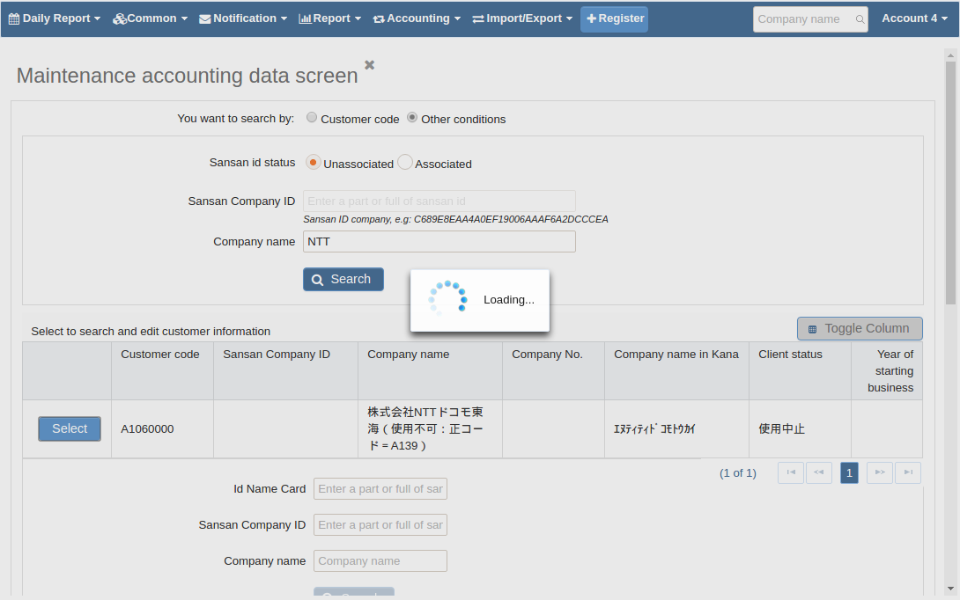 Daily Report Common Notification Report Accounting Import/Export Register Company name Account 4
Maintenance accounting data screen
You want to search by: Customer code Other conditions
Sansan id status Unassociated Associated
Sansan Company ID Enter a part or full of sansan id
Sansan ID company, e.g: C689E8EAA4A0EF19006AAAF6A2DCCCEA
Company name NTT
Search
Loading...
Select to search and edit customer information
Toggle Column
Customer code Sansan Company ID Company name Company No. Company name in Kana Client status Year of
starting
business
Select A1060000 株式会社NTTドコモ東
海（使用不可：正コー
ド＝A139） ｴﾇﾃｨﾃｨﾄﾞｺﾓﾄｳｶｲ 使用中止
(1 of 1) 1
Id Name Card Enter a part or full of sar
Sansan Company ID Enter a part or full of sar
Company name Company name